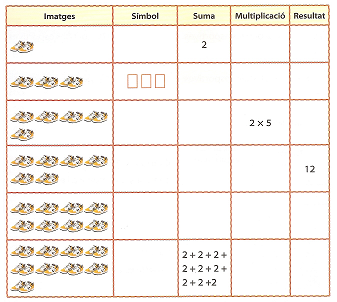 Imatges Símbol Suma Multiplicació Resultat
2
2 × 5
12
2 + 2 + 2 +
2 + 2 + 2 +
2 + 2 +2